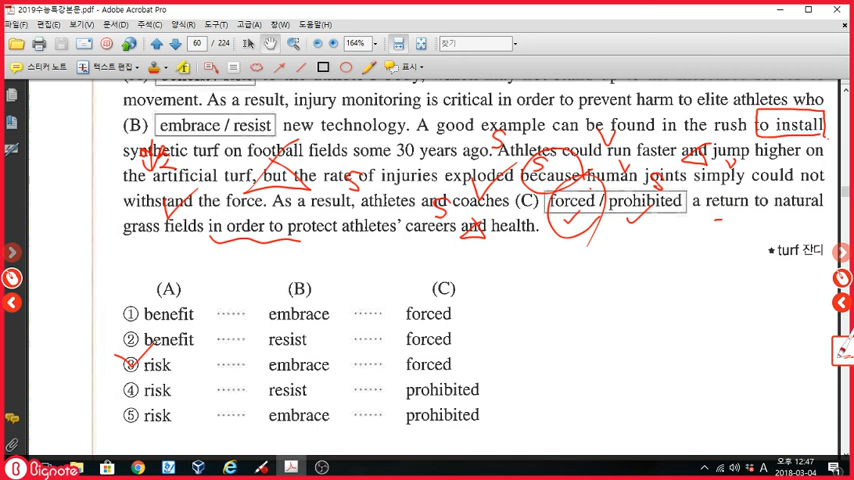 2019수능특강본문.pdf - Adobe Acrobat Pro
파일(F) 편집(E) 보기(V) 문서(D) 주석(C) 양식(R) 도구(T) 고급(A) 창(W) 도움말(H)
60 / 224 164% 찾기
스티커 노트 텍스트 편집 표시
movement. As a result, injury monitoring is critical in order to prevent harm to elite athletes who
(B) embrace / resist new technology. A good example can be found in the rush to install
synthetic turf on football fields some 30 years ago. Athletes could run faster and jump higher on
the artificial turf, but the rate of injuries exploded because human joints simply could not
withstand the force. As a result, athletes and coaches (C) forced / prohibited a return to natural
grass fields in order to protect athletes' careers and health.
* turf 잔디
(A) (B) (C)
① benefit ...... embrace ...... forced
② benefit ...... resist ...... forced
③ risk ...... embrace ...... forced
④ risk ...... resist ...... prohibited
⑤ risk ...... embrace ...... prohibited
Bignote
A 오후 12:47
2018-03-04